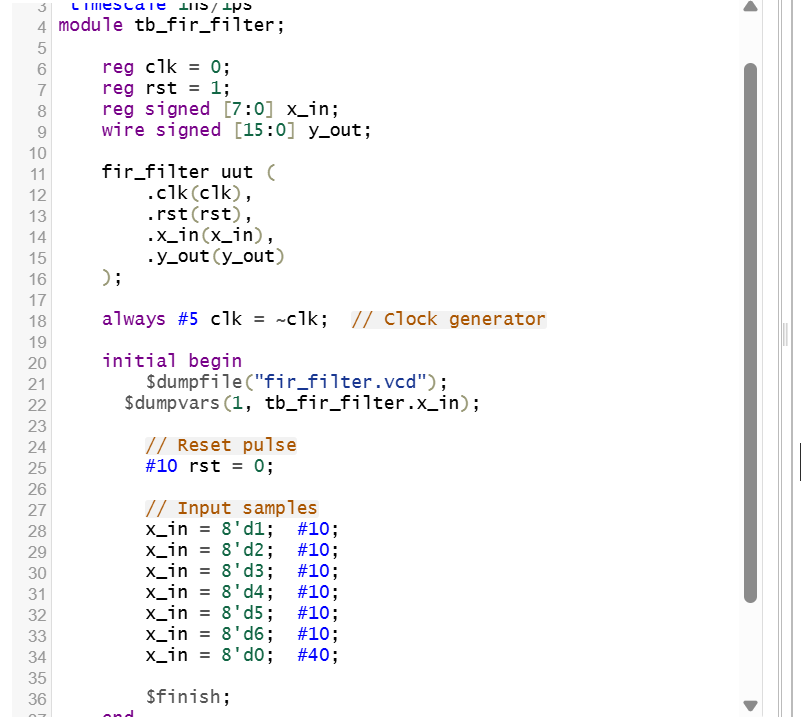 3 `timescale 1ns/1ps
4 module tb_fir_filter;
5
6 reg clk = 0;
7 reg rst = 1;
8 reg signed [7:0] x_in;
9 wire signed [15:0] y_out;
10
11 fir_filter uut (
12 .clk(clk),
13 .rst(rst),
14 .x_in(x_in),
15 .y_out(y_out)
16 );
17
18 always #5 clk = ~clk;  // Clock generator
19
20 initial begin
21 $dumpfile("fir_filter.vcd");
22 $dumpvars(1, tb_fir_filter.x_in);
23
24 // Reset pulse
25 #10 rst = 0;
26
27 // Input samples
28 x_in = 8'd1;  #10;
29 x_in = 8'd2;  #10;
30 x_in = 8'd3;  #10;
31 x_in = 8'd4;  #10;
32 x_in = 8'd5;  #10;
33 x_in = 8'd6;  #10;
34 x_in = 8'd0;  #40;
35
36 $finish;
37 end